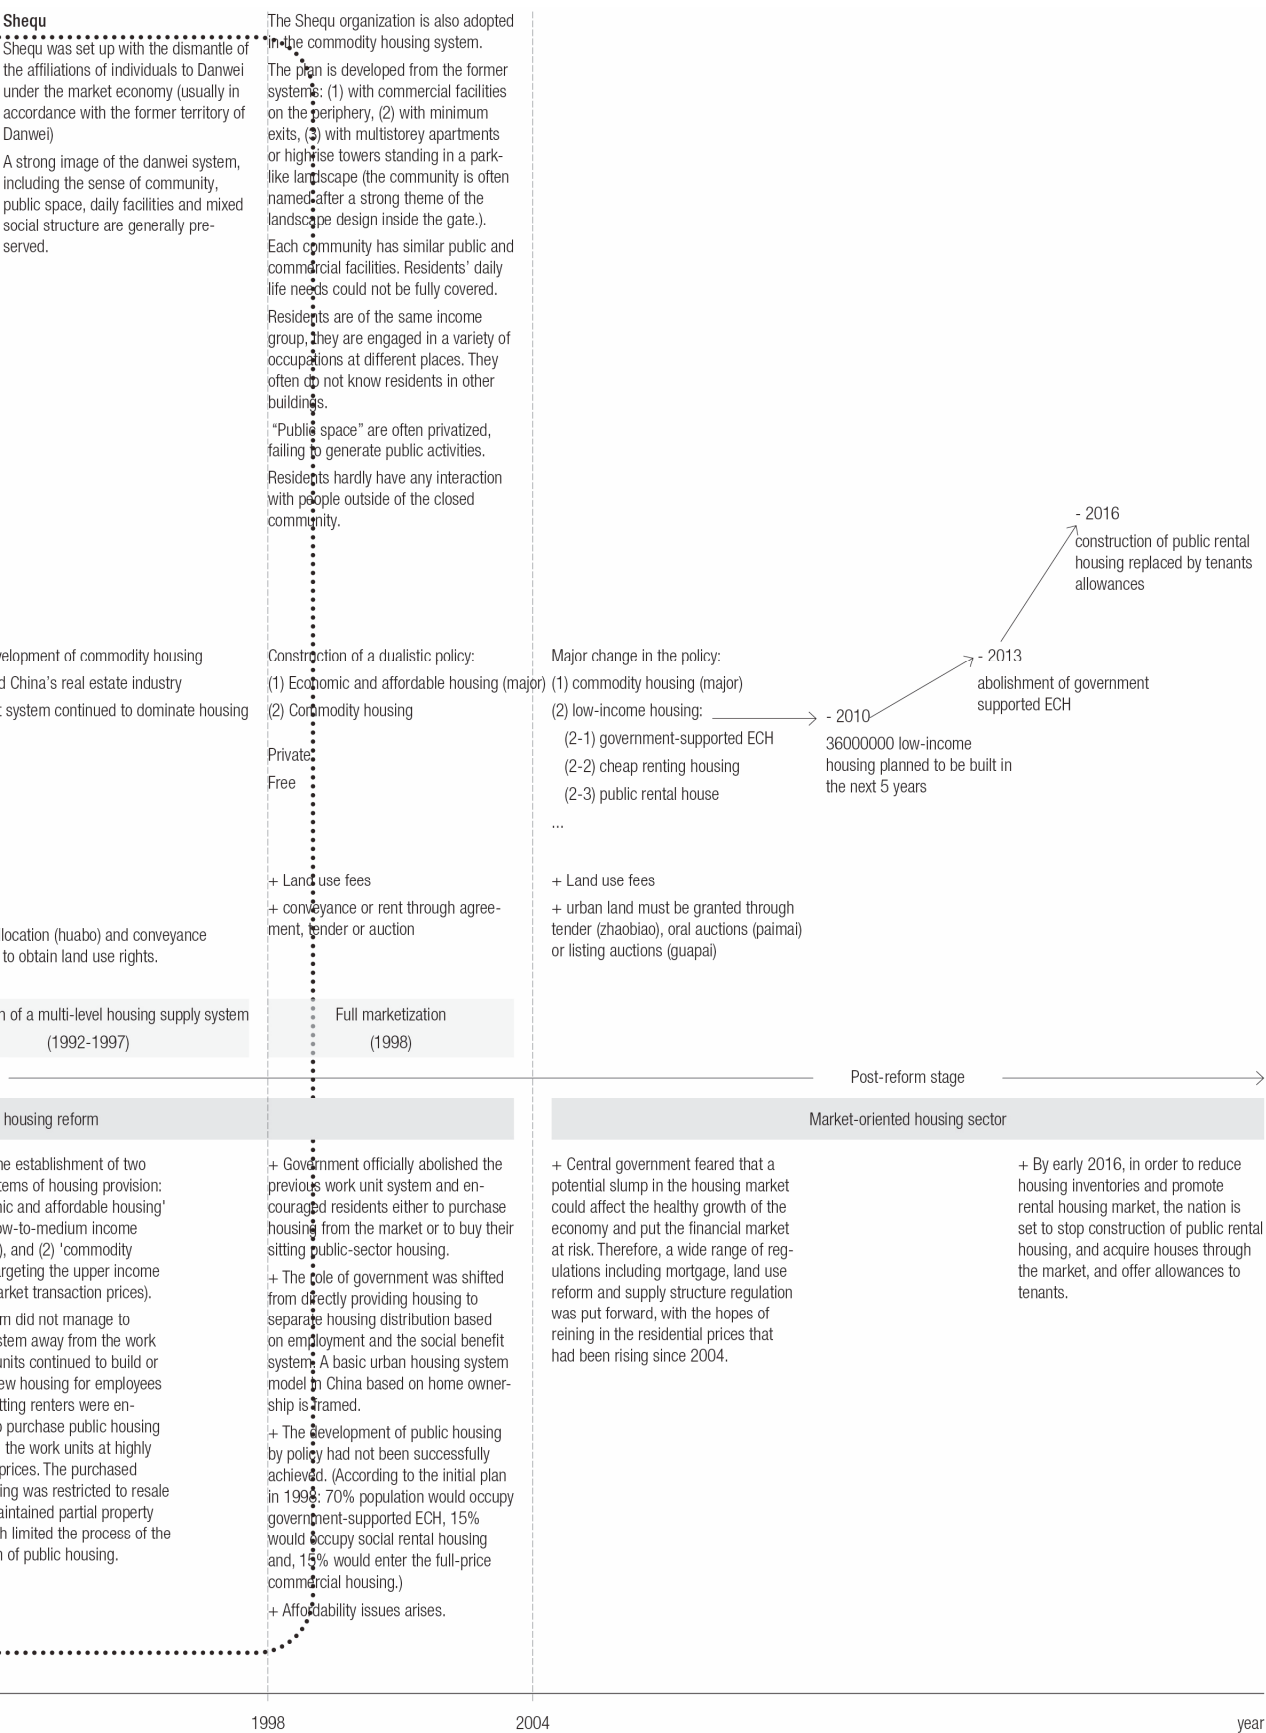 Shequ
Shequ was set up with the dismantle of
the affiliations of individuals to Danwei
under the market economy (usually in
accordance with the former territory of
Danwei)
A strong image of the danwei system,
including the sense of community,
public space, daily facilities and mixed
social structure are generally pre-
served.
The Shequ organization is also adopted
in the commodity housing system.
The plan is developed from the former
systems: (1) with commercial facilities
on the periphery, (2) with minimum
exits, (3) with multistorey apartments
or highrise towers standing in a park-
like landscape (the community is often
named after a strong theme of the
landscape design inside the gate.).
Each community has similar public and
commercial facilities. Residents’ daily
life needs could not be fully covered.
Residents are of the same income
group, they are engaged in a variety of
occupations at different places. They
often do not know residents in other
buildings.
“Public space” are often privatized,
failing to generate public activities.
Residents hardly have any interaction
with people outside of the closed
community.
- 2016
construction of public rental
housing replaced by tenants
allowances
velopment of commodity housing
d China’s real estate industry
t system continued to dominate housing
Construction of a dualistic policy:
(1) Economic and affordable housing (major)
(2) Commodity housing
Private
Free
Major change in the policy:
(1) commodity housing (major)
(2) low-income housing:
(2-1) government-supported ECH
(2-2) cheap renting housing
(2-3) public rental house
...
- 2010
36000000 low-income
housing planned to be built in
the next 5 years
- 2013
abolishment of government
supported ECH
llocation (huabo) and conveyance
to obtain land use rights.
+ Land use fees
+ conveyance or rent through agree-
ment, tender or auction
+ Land use fees
+ urban land must be granted through
tender (zhaobiao), oral auctions (paimai)
or listing auctions (guapai)
n of a multi-level housing supply system
(1992-1997)
Full marketization
(1998)
Post-reform stage
housing reform
Market-oriented housing sector
he establishment of two
tems of housing provision:
nic and affordable housing'
ow-to-medium income
), and (2) 'commodity
argeting the upper income
arket transaction prices).
m did not manage to
stem away from the work
units continued to build or
ew housing for employees
tting renters were en-
o purchase public housing
the work units at highly
prices. The purchased
ing was restricted to resale
aintained partial property
h limited the process of the
n of public housing.
+ Government officially abolished the
previous work unit system and en-
couraged residents either to purchase
housing from the market or to buy their
sitting public-sector housing.
+ The role of government was shifted
from directly providing housing to
separate housing distribution based
on employment and the social benefit
system. A basic urban housing system
model in China based on home owner-
ship is framed.
+ The development of public housing
by policy had not been successfully
achieved. (According to the initial plan
in 1998: 70% population would occupy
government-supported ECH, 15%
would occupy social rental housing
and, 15% would enter the full-price
commercial housing.)
+ Affordability issues arises.
+ Central government feared that a
potential slump in the housing market
could affect the healthy growth of the
economy and put the financial market
at risk. Therefore, a wide range of reg-
ulations including mortgage, land use
reform and supply structure regulation
was put forward, with the hopes of
reining in the residential prices that
had been rising since 2004.
+ By early 2016, in order to reduce
housing inventories and promote
rental housing market, the nation is
set to stop construction of public rental
housing, and acquire houses through
the market, and offer allowances to
tenants.
1998
2004
year